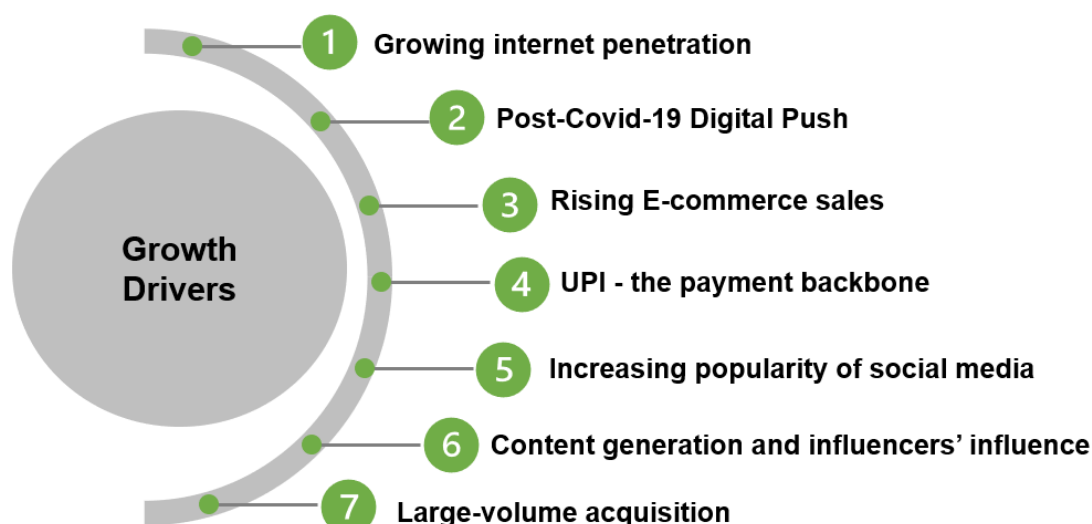 1 Growing internet penetration
2 Post-Covid-19 Digital Push
3 Rising E-commerce sales
Growth
Drivers
4 UPI - the payment backbone
5 Increasing popularity of social media
6 Content generation and influencers’ influence
7 Large-volume acquisition